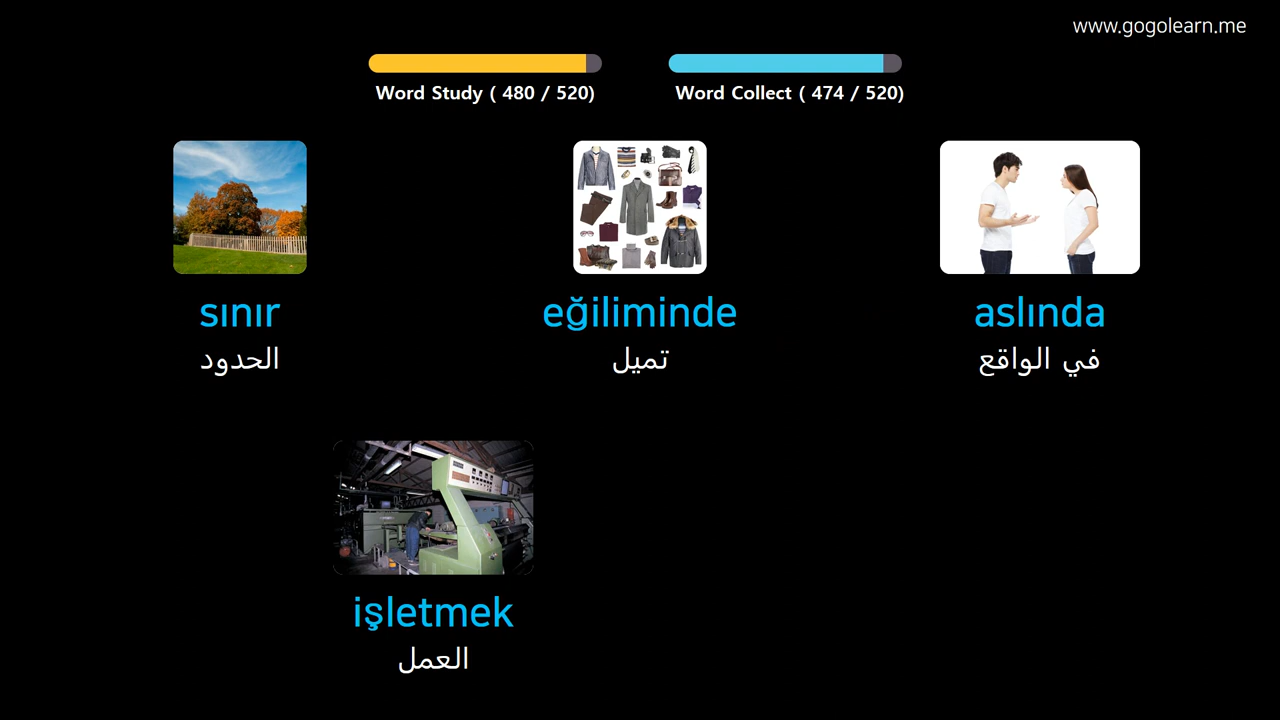 www.gogolearn.me
Word Study ( 480 / 520)
Word Collect ( 474 / 520)
sınır
الحدود
eğiliminde
تميل
aslında
في الواقع
işletmek
العمل